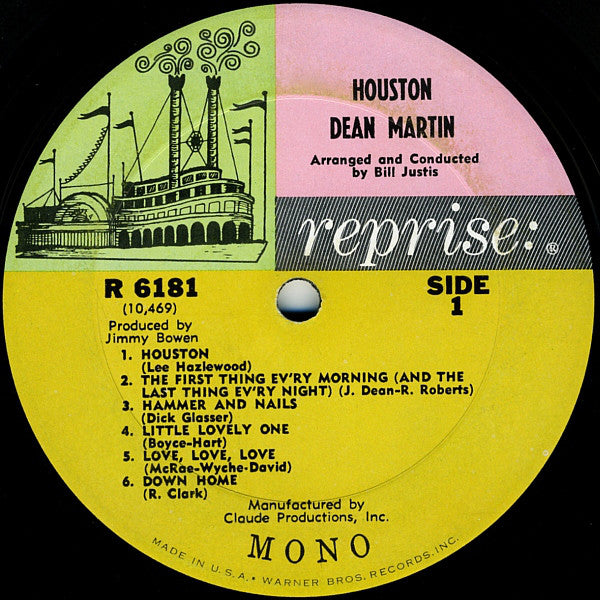 HOUSTON
DEAN MARTIN
Arranged and Conducted
by Bill Justis
reprise: ®
R 6181
(10,469)
SIDE
1
Produced by
Jimmy Bowen
1. HOUSTON
(Lee Hazlewood)
2. THE FIRST THING EV'RY MORNING (AND THE
LAST THING EV'RY NIGHT) (J. Dean-R. Roberts)
3. HAMMER AND NAILS
(Dick Glasser)
4. LITTLE LOVELY ONE
(Boyce-Hart)
5. LOVE, LOVE, LOVE
(McRae-Wyche-David)
6. DOWN HOME
(R. Clark)
Manufactured by
Claude Productions, Inc.
MONO
MADE IN U.S.A. • WARNER BROS. RECORDS, INC.